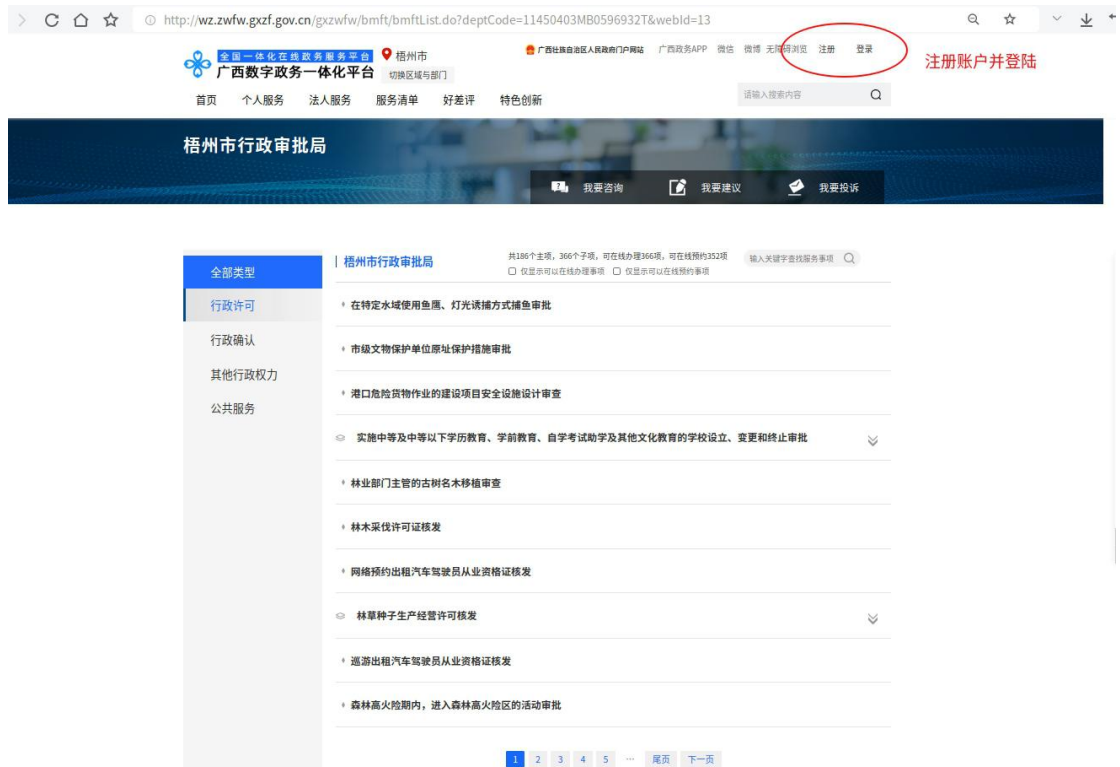 http://wz.zwfw.gxzf.gov.cn/gxzwfw/bmft/bmftList.do?deptCode=11450403MB0596932T&webId=13
全国一体化在线政务服务平台 梧州市 广西壮族自治区人民政府门户网站 广西政务APP 微信 微博 无障碍浏览 注册 登录
注册账户并登陆
广西数字政务一体化平台 切换区域与部门
首页 个人服务 法人服务 服务清单 好差评 特色创新 请输入搜索内容
梧州市行政审批局
我要咨询 我要建议 我要投诉
全部类型
行政许可
行政确认
其他行政权力
公共服务
梧州市行政审批局 共186个主项，366个子项，可在线办理366项，可在线预约352项 输入关键字查找服务事项
仅显示可以在线办理事项 仅显示可以在线预约事项
在特定水域使用鱼鹰、灯光诱捕方式捕鱼审批
市级文物保护单位原址保护措施审批
港口危险货物作业的建设项目安全设施设计审查
实施中等及中等以下学历教育、学前教育、自学考试助学及其他文化教育的学校设立、变更和终止审批
林业部门主管的古树名木移植审查
林木采伐许可证核发
网络预约出租汽车驾驶员从业资格证核发
林草种子生产经营许可核发
巡游出租汽车驾驶员从业资格证核发
森林高火险期内，进入森林高火险区的活动审批
1 2 3 4 5 ··· 尾页 下一页